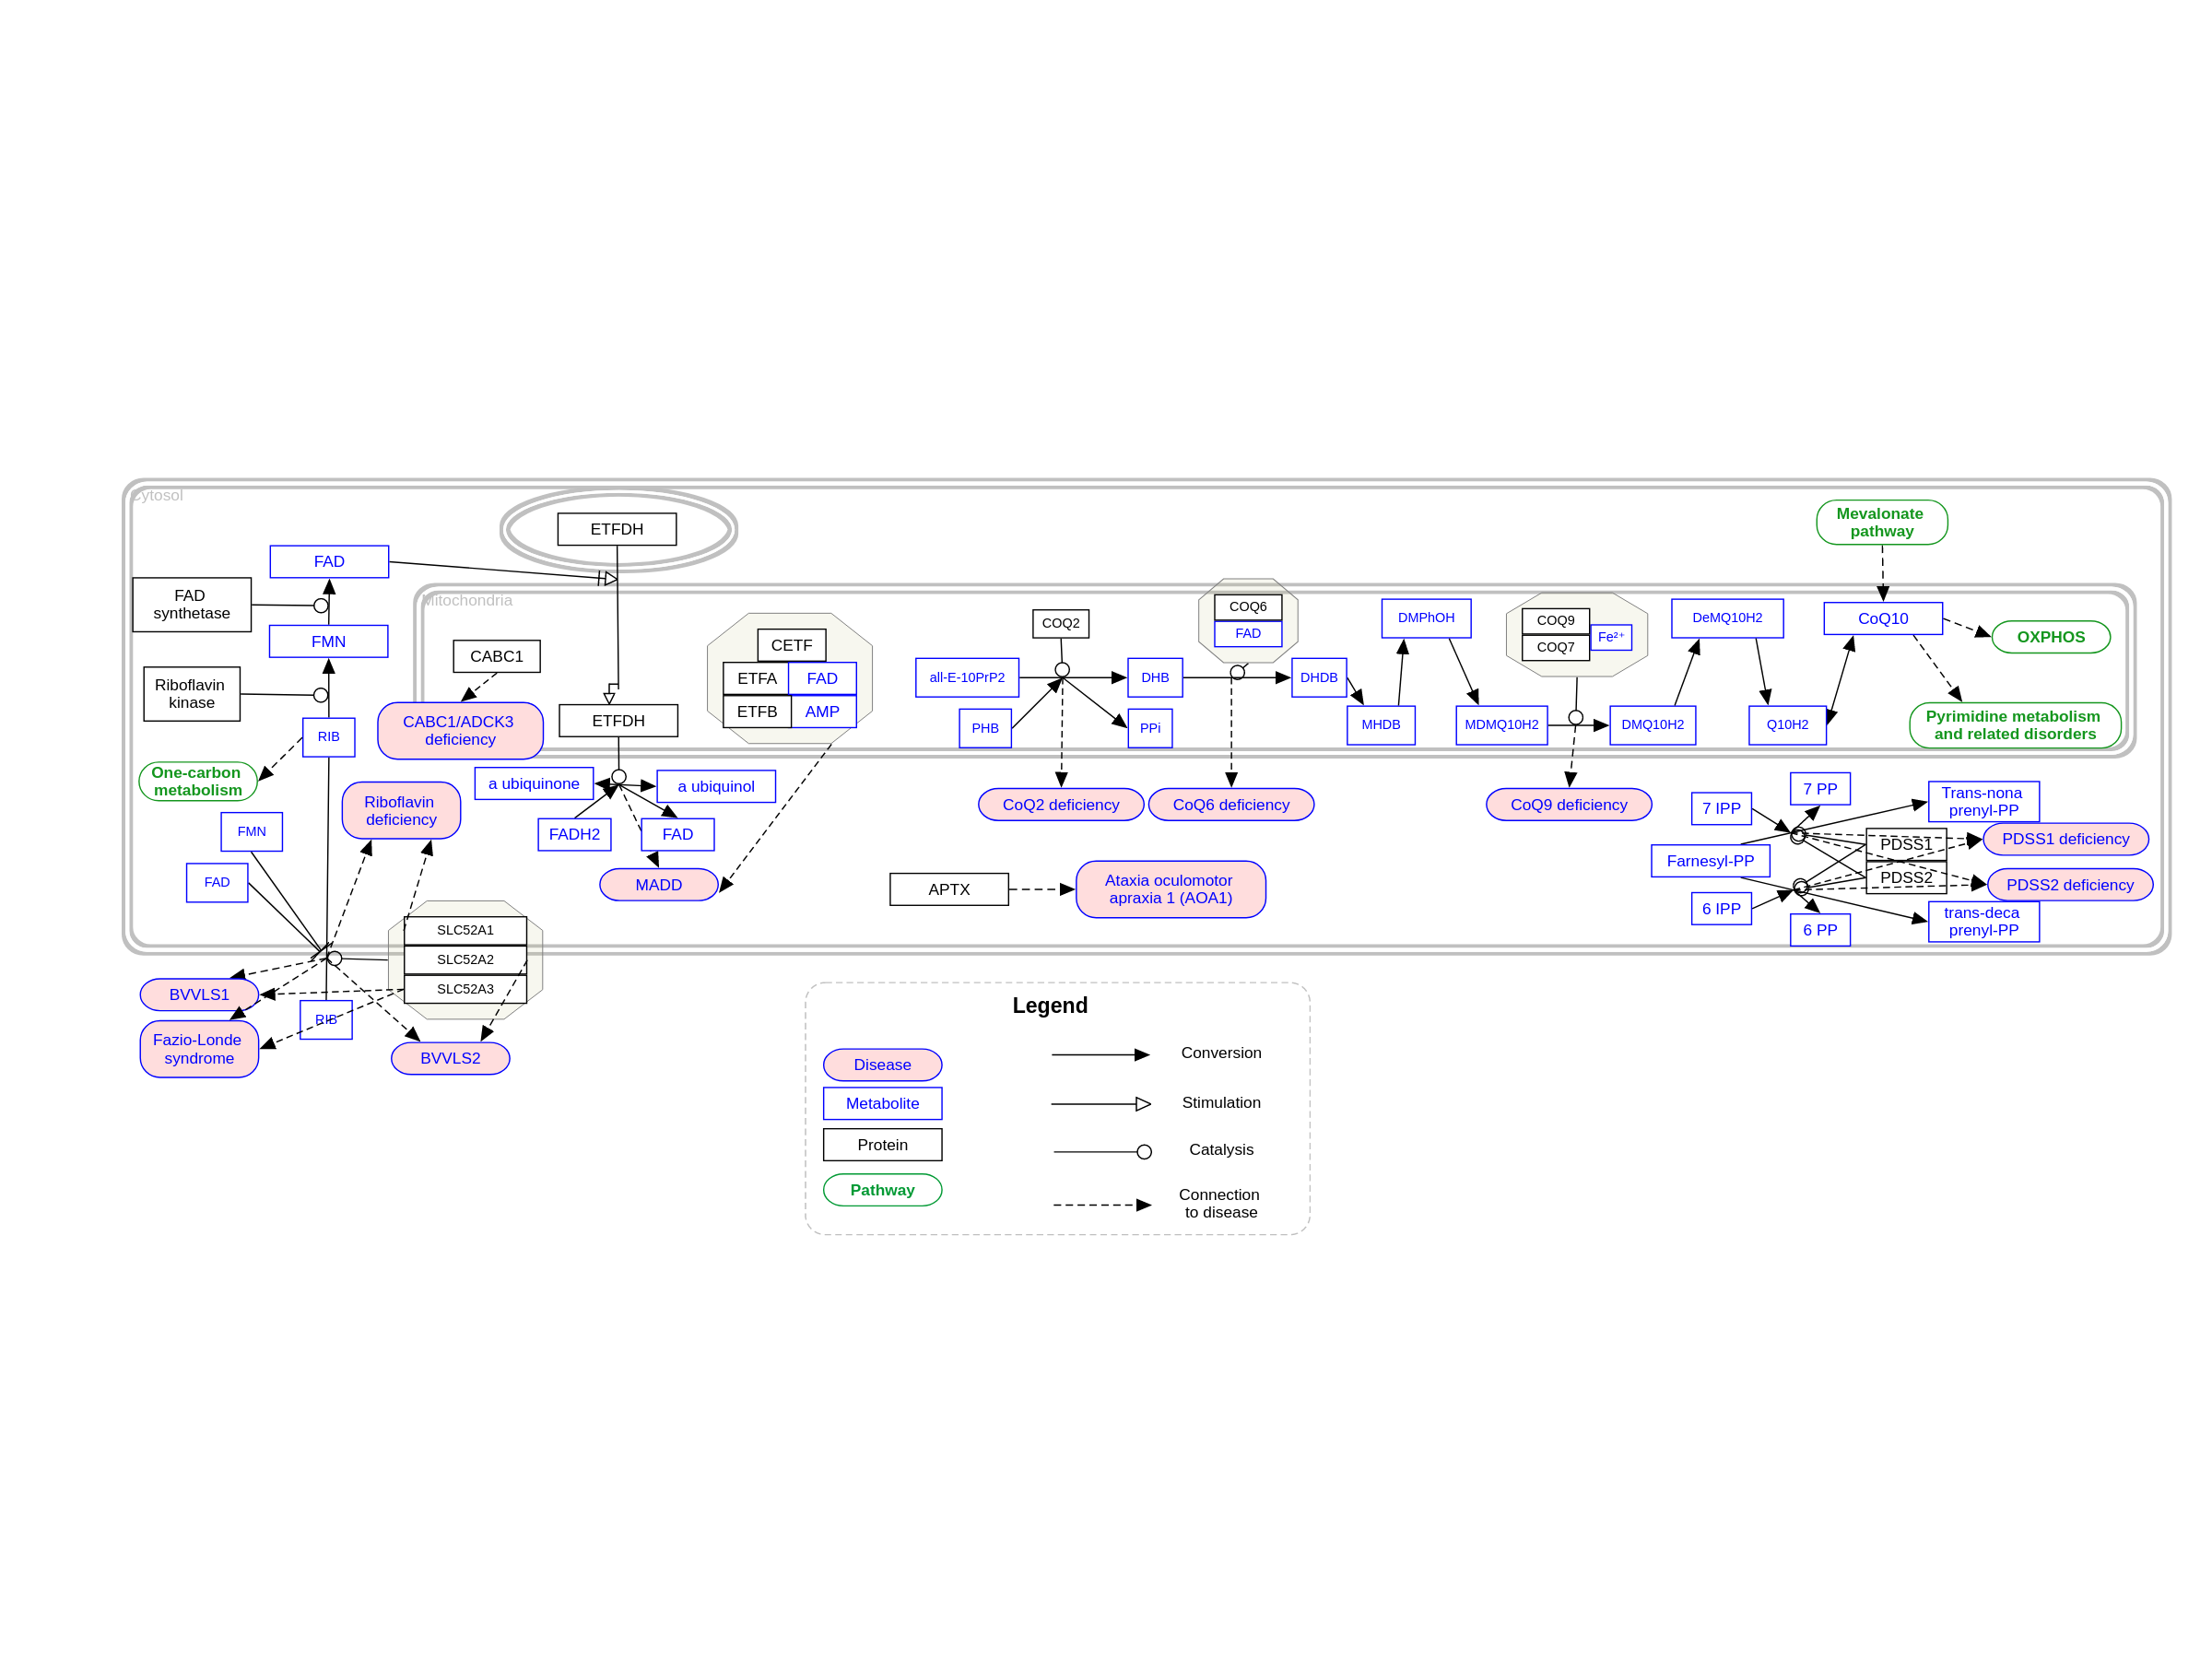 Cytosol
ETFDH
Mevalonate
pathway
FAD
FAD
synthetase
FMN
Mitochondria
COQ6
FAD
COQ2
DMPhOH
COQ9
COQ7
Fe²⁺
DeMQ10H2
CoQ10
OXPHOS
CABC1
CETF
ETFA
FAD
ETFB
AMP
Riboflavin
kinase
all-E-10PrP2
DHB
DHDB
PHB
PPi
MHDB
MDMQ10H2
DMQ10H2
Q10H2
Pyrimidine metabolism
and related disorders
CABC1/ADCK3
deficiency
ETFDH
RIB
One-carbon
metabolism
a ubiquinone
a ubiquinol
Riboflavin
deficiency
CoQ2 deficiency
CoQ6 deficiency
CoQ9 deficiency
7 IPP
7 PP
Trans-nona
prenyl-PP
FMN
FADH2
FAD
PDSS1
PDSS1 deficiency
Farnesyl-PP
FAD
MADD
APTX
Ataxia oculomotor
apraxia 1 (AOA1)
PDSS2
PDSS2 deficiency
6 IPP
6 PP
trans-deca
prenyl-PP
SLC52A1
SLC52A2
SLC52A3
BVVLS1
RIB
Fazio-Londe
syndrome
BVVLS2
Legend
Disease
Conversion
Metabolite
Stimulation
Protein
Catalysis
Pathway
Connection
to disease